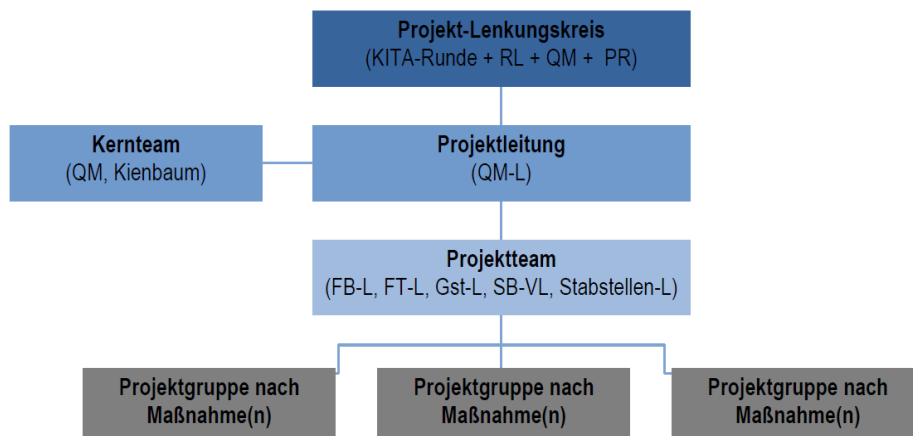 Projekt-Lenkungskreis
(KITA-Runde + RL + QM + PR)
Kernteam
(QM, Kienbaum)
Projektleitung
(QM-L)
Projektteam
(FB-L, FT-L, Gst-L, SB-VL, Stabstellen-L)
Projektgruppe nach
Maßnahme(n)
Projektgruppe nach
Maßnahme(n)
Projektgruppe nach
Maßnahme(n)